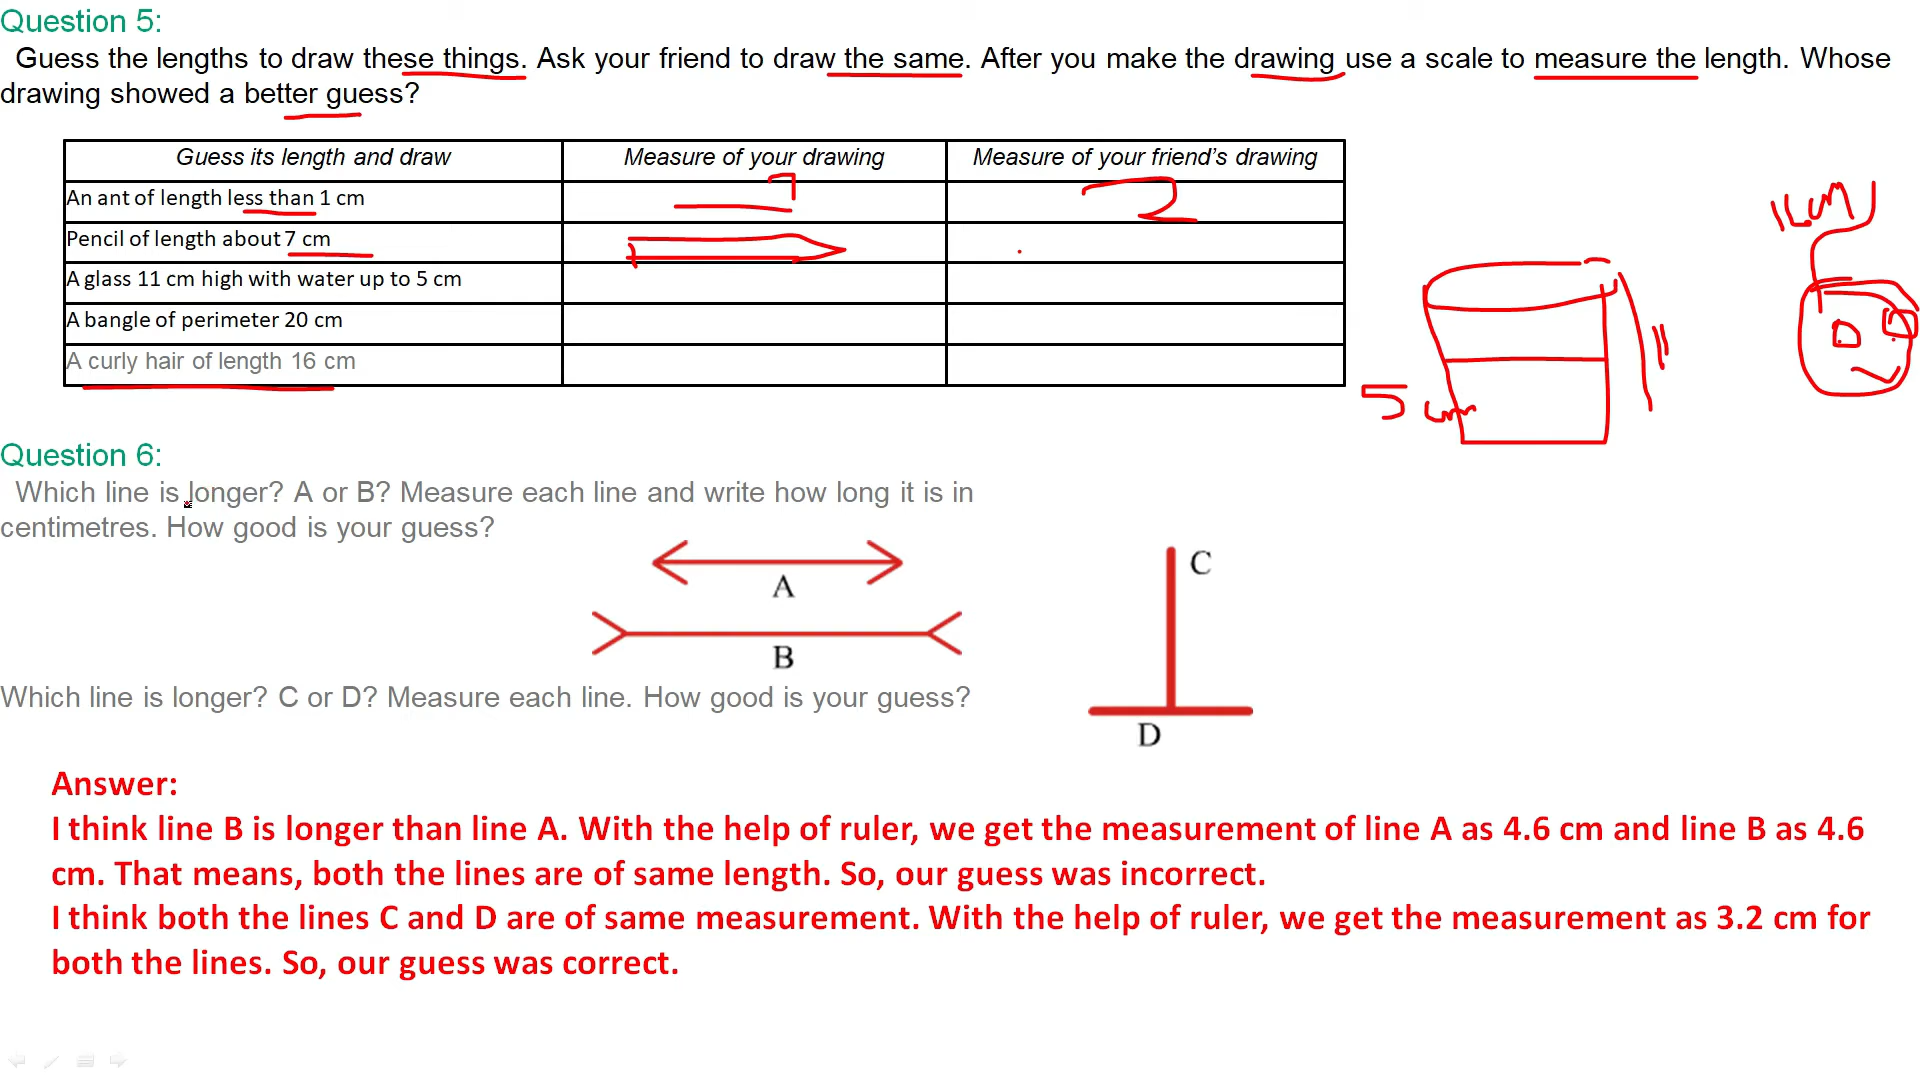 Question 5:
Guess the lengths to draw these things. Ask your friend to draw the same. After you make the drawing use a scale to measure the length. Whose
drawing showed a better guess?
Guess its length and draw Measure of your drawing Measure of your friend's drawing
An ant of length less than 1 cm 1 2
Pencil of length about 7 cm
A glass 11 cm high with water up to 5 cm
A bangle of perimeter 20 cm
A curly hair of length 16 cm
16cm
11
5 cm
Question 6:
Which line is longer? A or B? Measure each line and write how long it is in
centimetres. How good is your guess?
A
B
C
D
Which line is longer? C or D? Measure each line. How good is your guess?
Answer:
I think line B is longer than line A. With the help of ruler, we get the measurement of line A as 4.6 cm and line B as 4.6
cm. That means, both the lines are of same length. So, our guess was incorrect.
I think both the lines C and D are of same measurement. With the help of ruler, we get the measurement as 3.2 cm for
both the lines. So, our guess was correct.